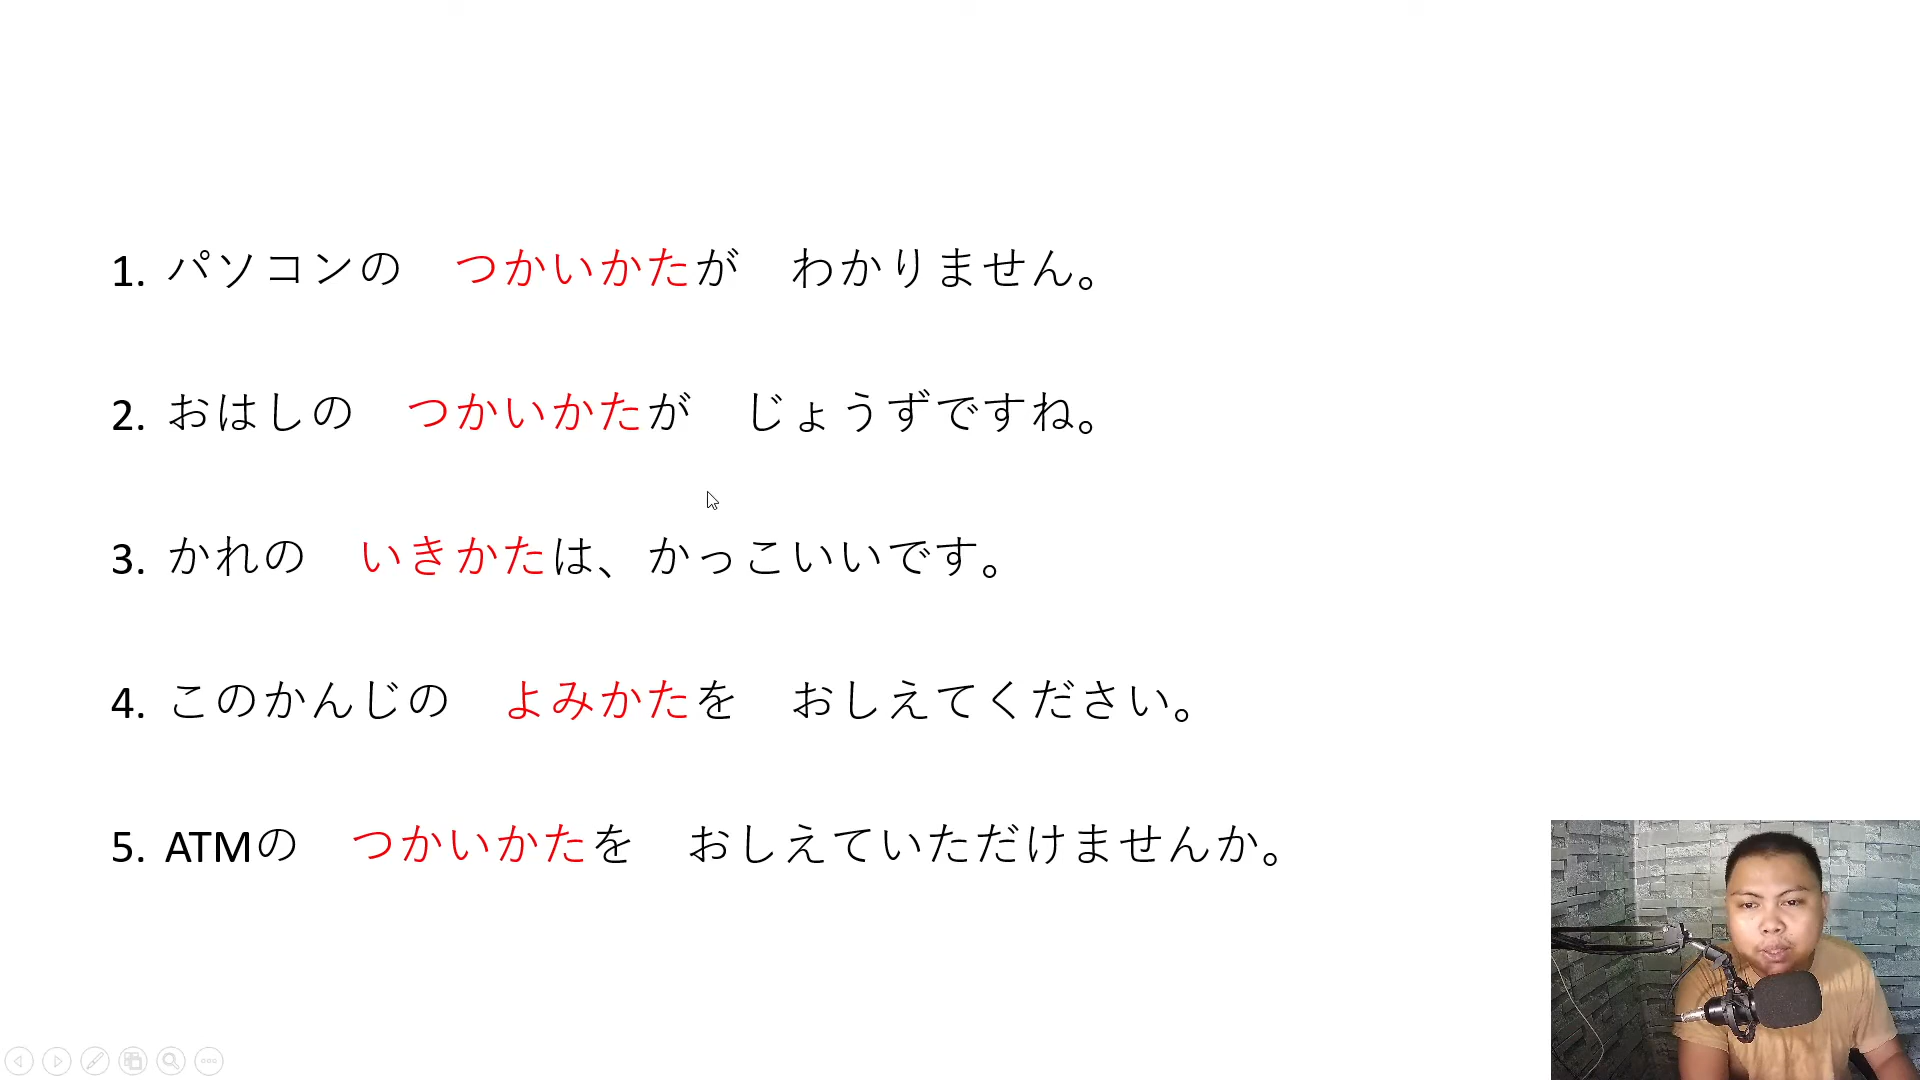 1. パソコンの　つかいかたが　わかりません。
2. おはしの　つかいかたが　じょうずですね。
3. かれの　いきかたは、かっこいいです。
4. このかんじの　よみかたを　おしえてください。
5. ATMの　つかいかたを　おしえていただけませんか。